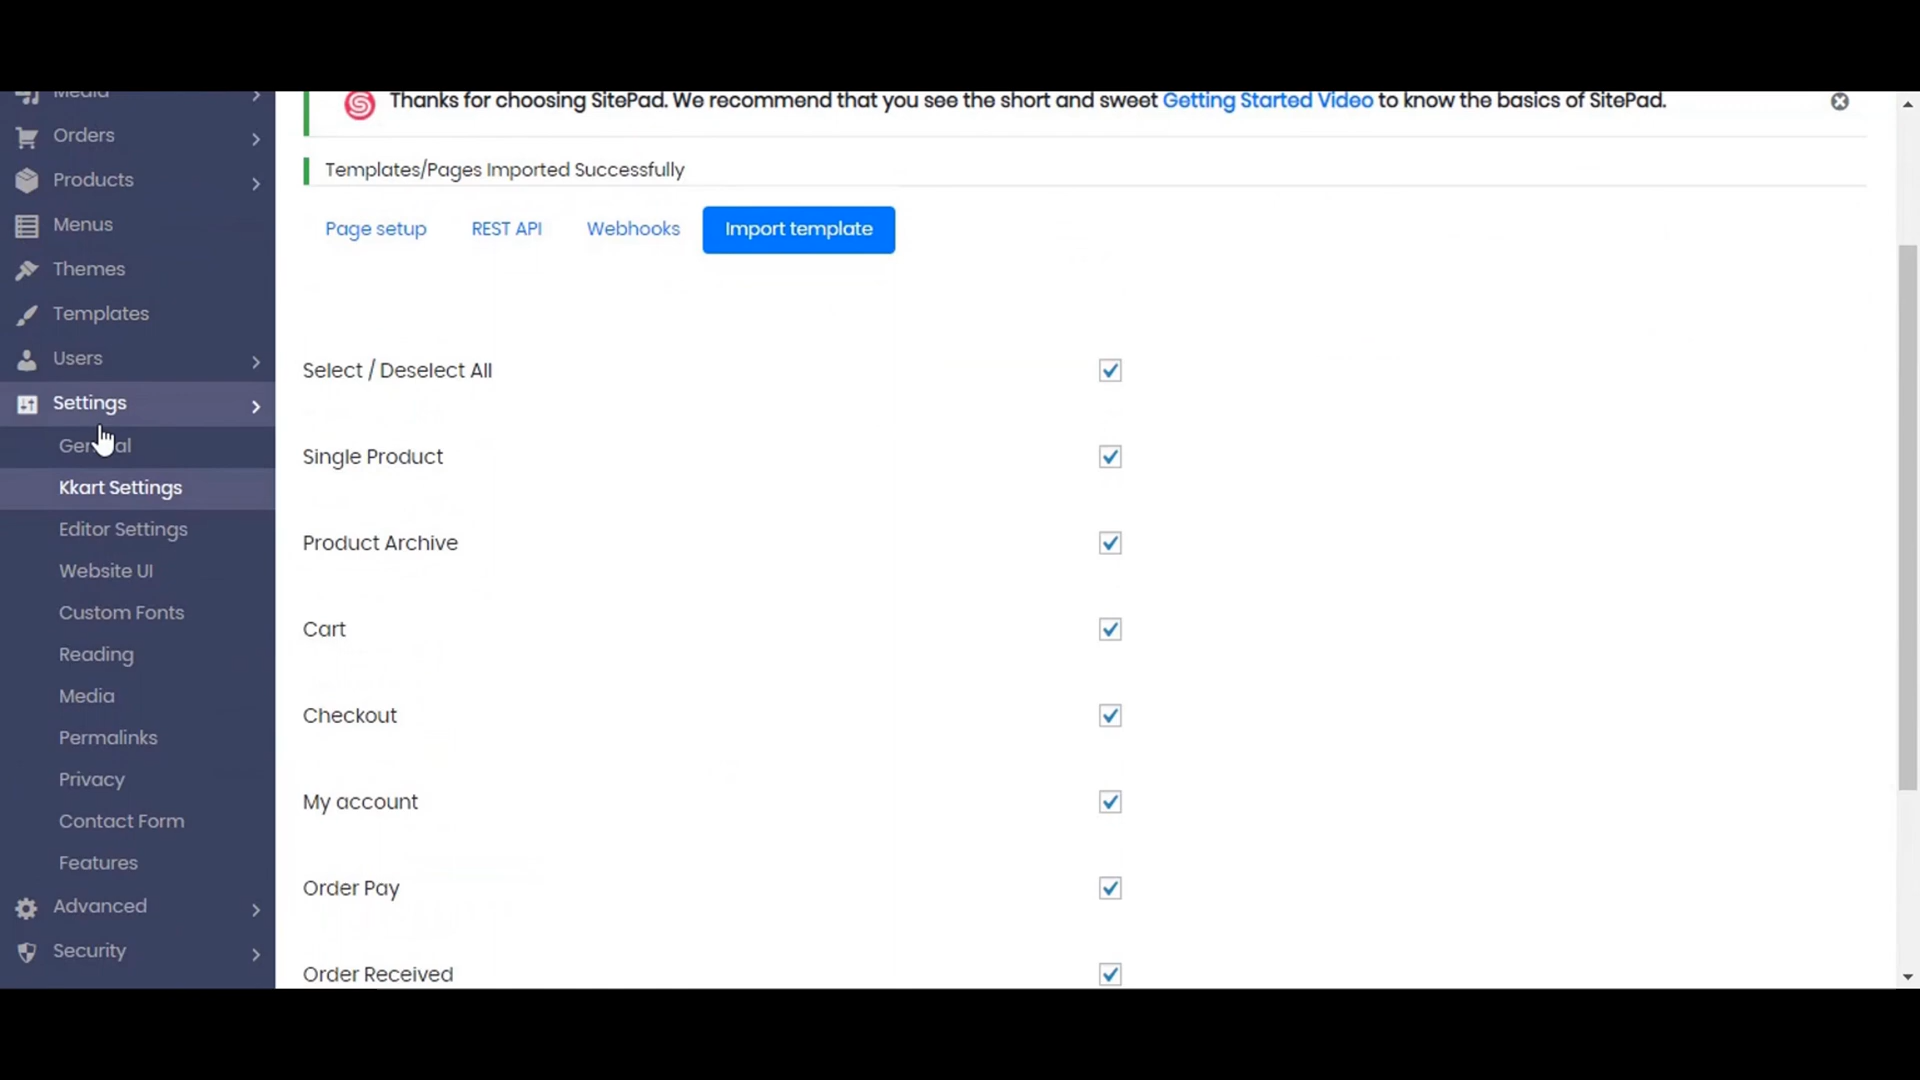 Media
Orders
Products
Menus
Themes
Templates
Users
Settings
General
Kkart Settings
Editor Settings
Website UI
Custom Fonts
Reading
Media
Permalinks
Privacy
Contact Form
Features
Advanced
Security
Thanks for choosing SitePad. We recommend that you see the short and sweet Getting Started Video to know the basics of SitePad.
Templates/Pages Imported Successfully
Page setup REST API Webhooks Import template
Select / Deselect All
Single Product
Product Archive
Cart
Checkout
My account
Order Pay
Order Received